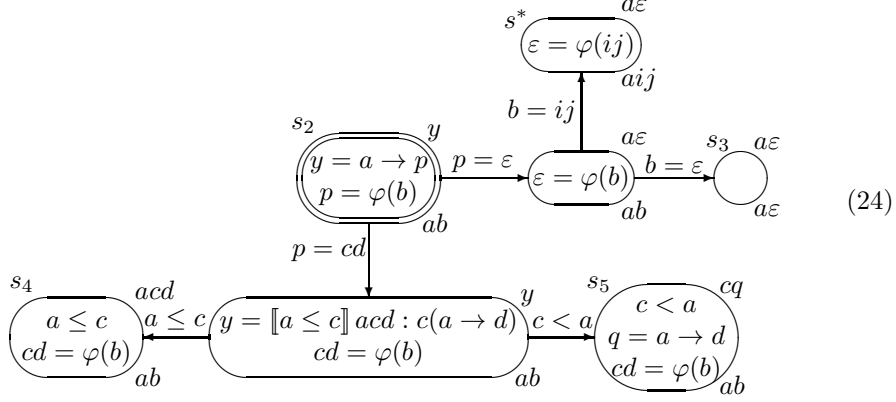 aε
s*
ε = φ(ij)
aij
b = ij
s₂
y
aε
s₃
aε
y = a → p
p = φ(b)
p = ε
ε = φ(b)
b = ε
ab
ab
aε
(24)
p = cd
s₄
acd
y
s₅
cq
a ≤ c
cd = φ(b)
a ≤ c
y = ⟦a ≤ c⟧ acd : c(a → d)
cd = φ(b)
c < a
c < a
q = a → d
cd = φ(b)
ab
ab
ab